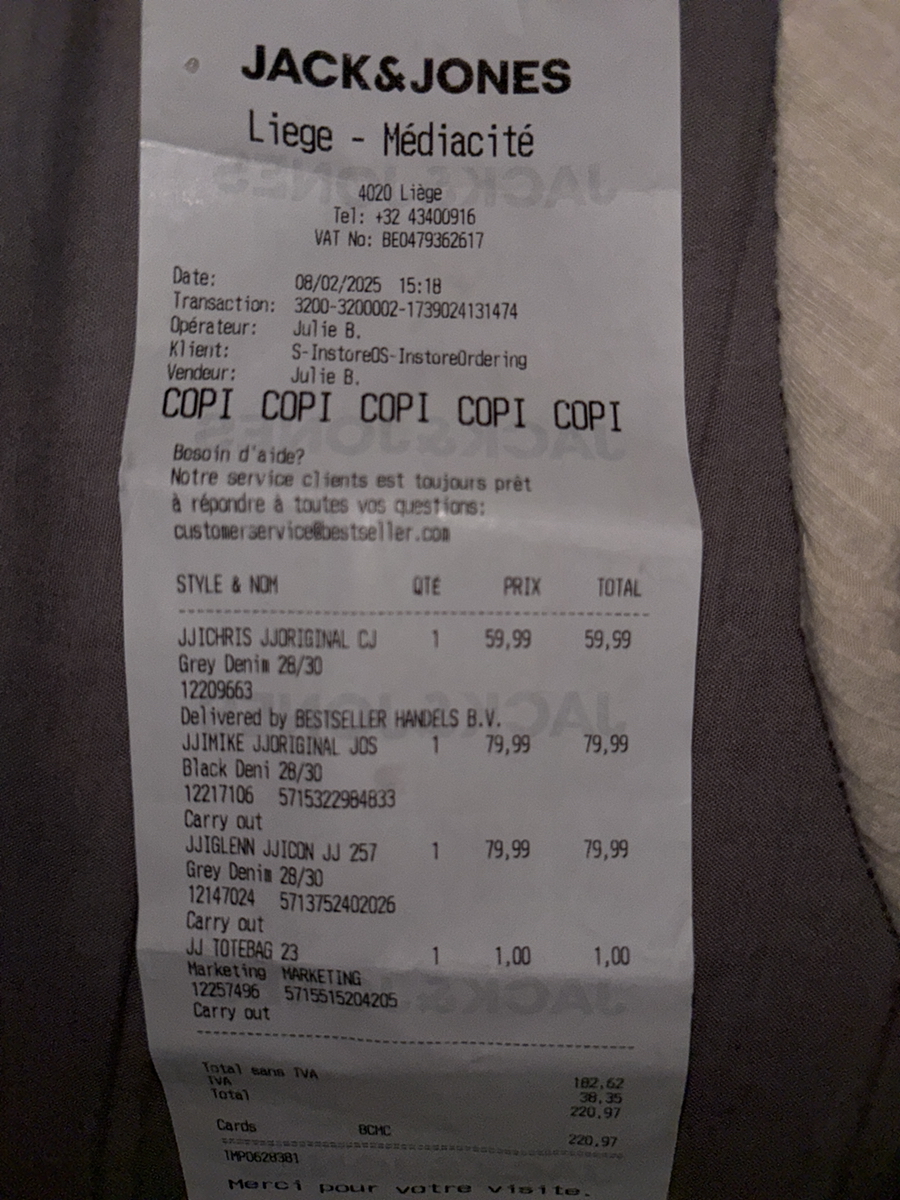 JACK&JONES
Liege - Médiacité
4020 Liège
Tel: +32 43400916
VAT No: BE0479362617
Date: 08/02/2025 15:18
Transaction: 3200-3200002-1739024131474
Opérateur: Julie B.
Klient: S-InstoreOS-InstoreOrdering
Vendeur: Julie B.
COPI COPI COPI COPI COPI
Besoin d'aide?
Notre service clients est toujours prêt
à répondre à toutes vos questions:
customerservice@bestseller.com
STYLE & NOM QTÉ PRIX TOTAL
JJICHRIS JJORIGINAL CJ 1 59,99 59,99
Grey Denim 28/30
12209663
Delivered by BESTSELLER HANDELS B.V.
JJIMIKE JJORIGINAL JOS 1 79,99 79,99
Black Deni 28/30
12217106 5715322984833
Carry out
JJIGLENN JJICON JJ 257 1 79,99 79,99
Grey Denim 28/30
12147024 5713752402026
Carry out
JJ TOTEBAG 23 1 1,00 1,00
Marketing MARKETING
12257496 5715515204205
Carry out
Total sans TVA 182,62
TVA 38,35
Total 220,97
Cards BCMC 220,97
IMP0628381
Merci pour votre visite.